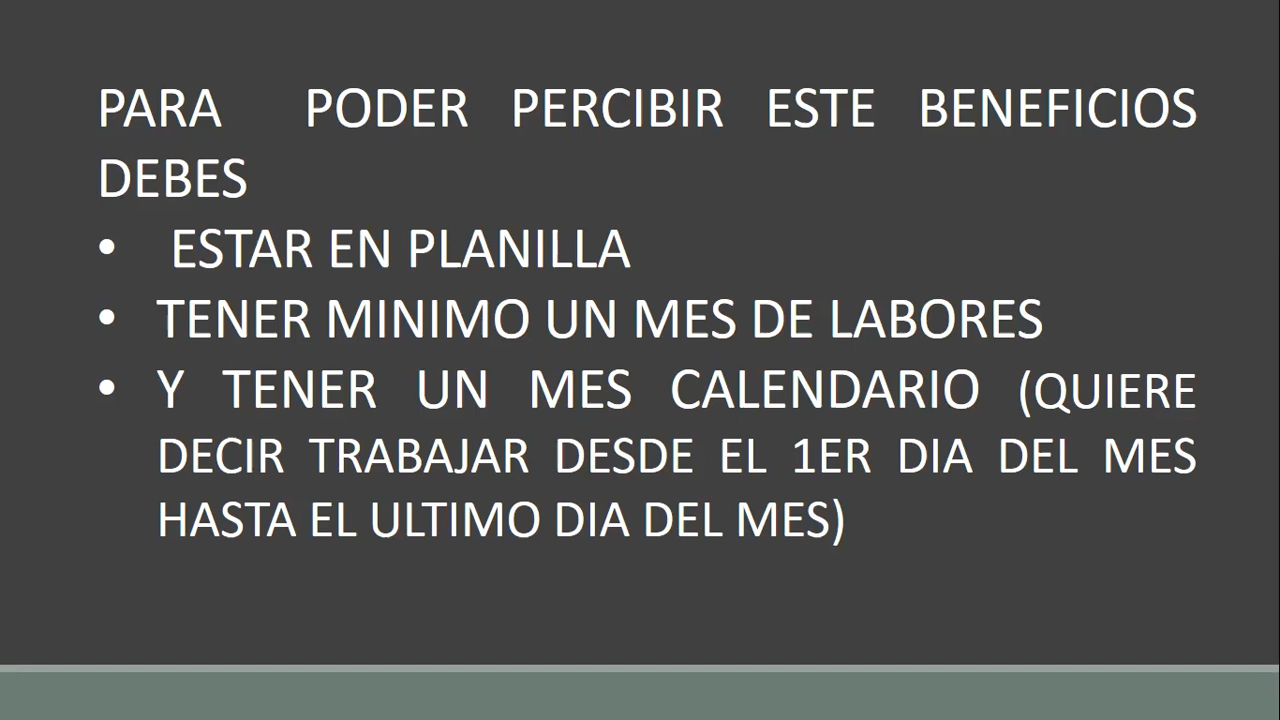 PARA PODER PERCIBIR ESTE BENEFICIOS
DEBES
• ESTAR EN PLANILLA
• TENER MINIMO UN MES DE LABORES
• Y TENER UN MES CALENDARIO (QUIERE
DECIR TRABAJAR DESDE EL 1ER DIA DEL MES
HASTA EL ULTIMO DIA DEL MES)